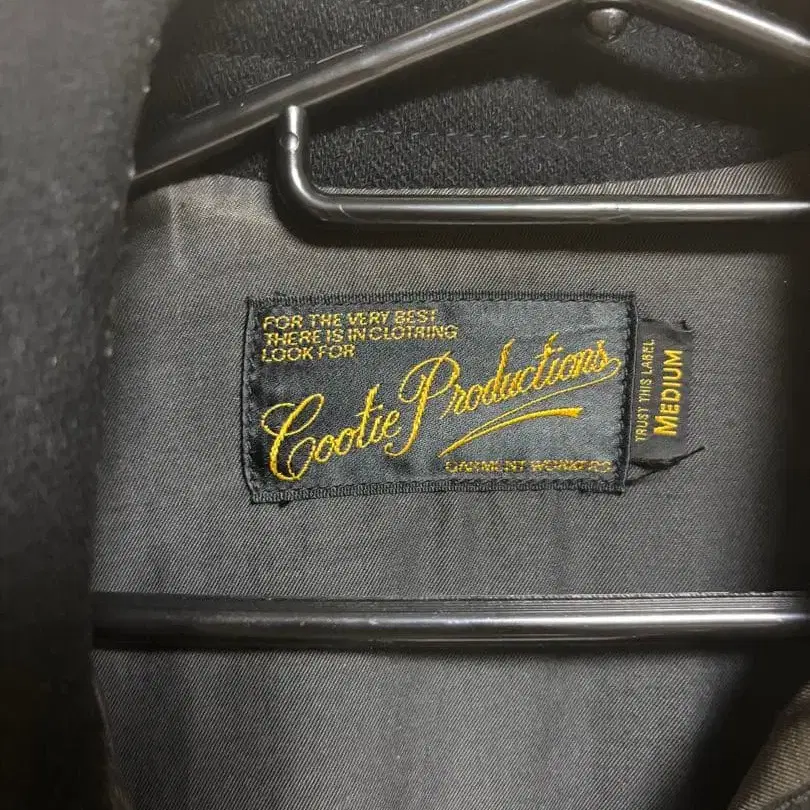 FOR THE VERY BEST
THERE IS IN CLOTHING
LOOK FOR
Cootie Productions
GARMENT WORKERS
TRUST THIS LABEL
MEDIUM